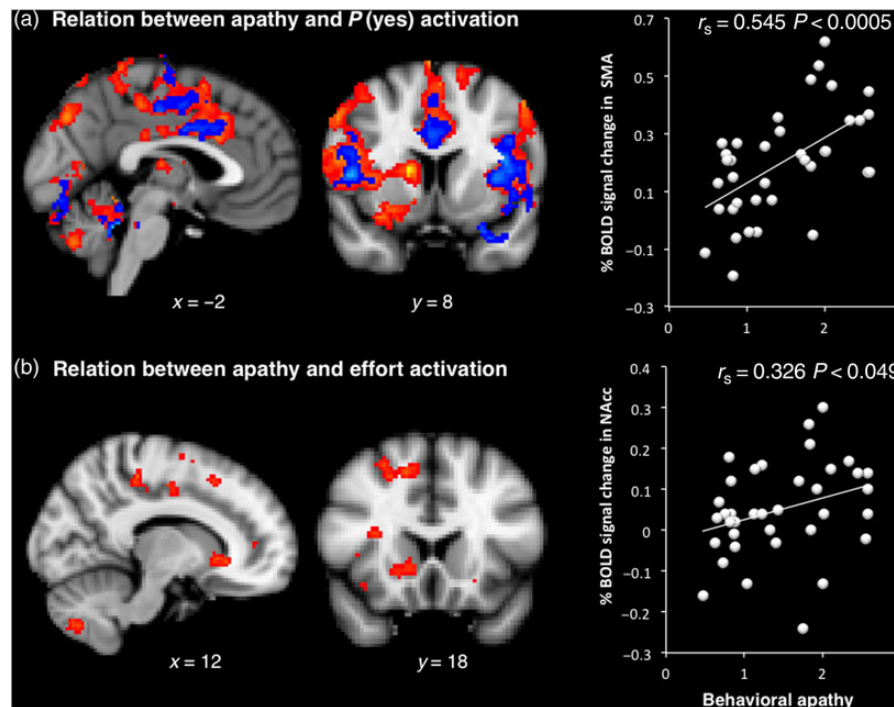 (a) Relation between apathy and P (yes) activation
x = −2
y = 8
rs = 0.545 P < 0.0005
% BOLD signal change in SMA
0.7
0.5
0.3
0.1
−0.1
−0.3
0
1
2
(b) Relation between apathy and effort activation
x = 12
y = 18
rs = 0.326 P < 0.049
% BOLD signal change in NAcc
0.4
0.3
0.2
0.1
0
−0.1
−0.2
−0.3
0
1
2
Behavioral apathy